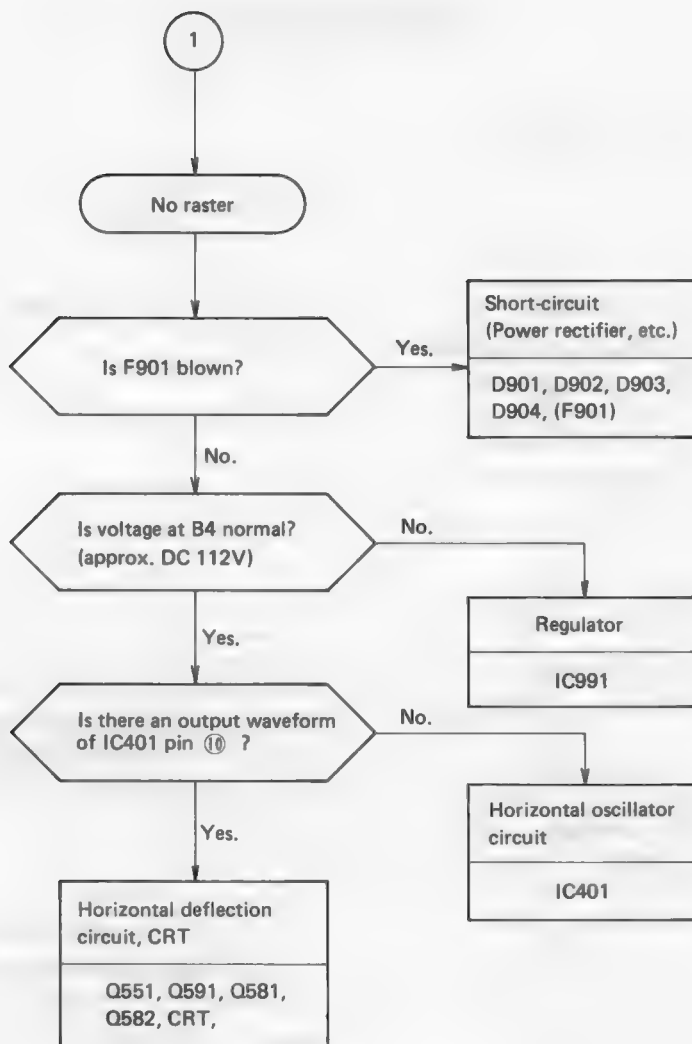 1
No raster
Is F901 blown?
Yes.
Short-circuit
(Power rectifier, etc.)
D901, D902, D903,
D904, (F901)
No.
Is voltage at B4 normal?
(approx. DC 112V)
No.
Regulator
IC991
Yes.
Is there an output waveform
of IC401 pin ⑩ ?
No.
Horizontal oscillator
circuit
IC401
Yes.
Horizontal deflection
circuit, CRT
Q551, Q591, Q581,
Q582, CRT,